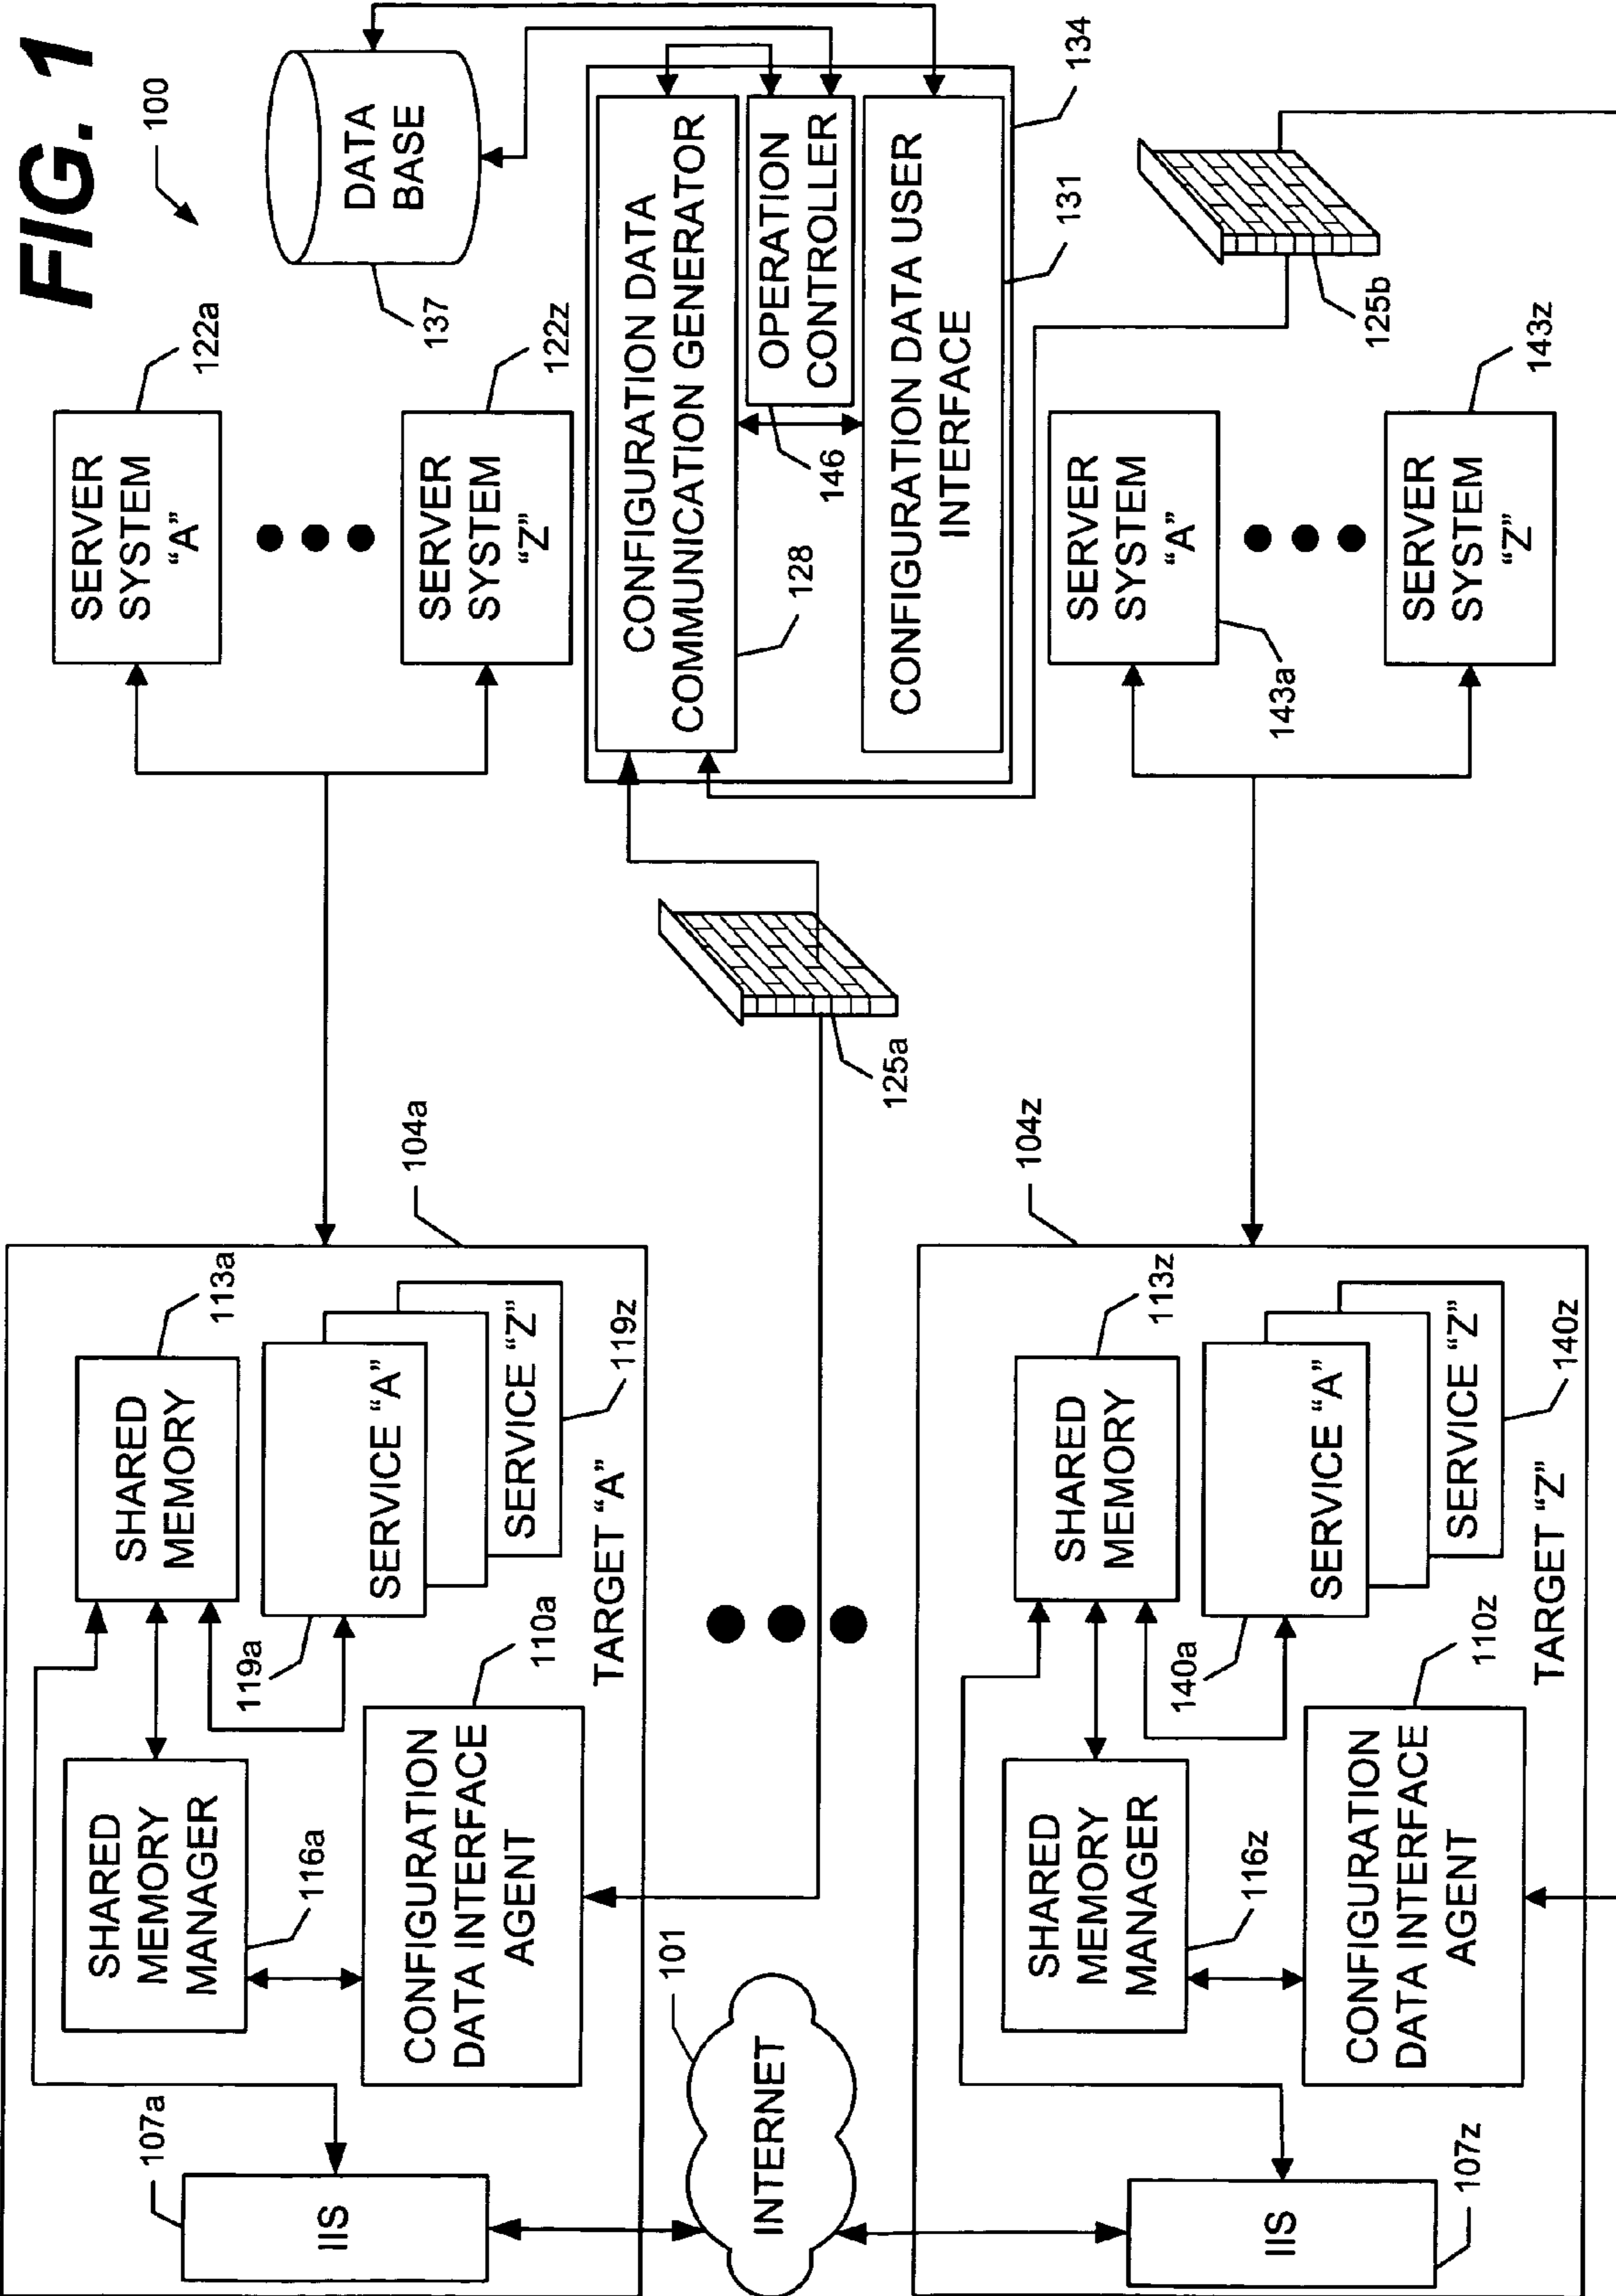 FIG. 1
100
104a
107a
IIS
SHARED
MEMORY
MANAGER
116a
SHARED
MEMORY
113a
119a
SERVICE “A”
SERVICE “Z”
119z
CONFIGURATION
DATA INTERFACE
AGENT
110a
TARGET “A”
SERVER
SYSTEM
“A”
122a
SERVER
SYSTEM
“Z”
122z
DATA
BASE
137
101
INTERNET
125a
CONFIGURATION DATA
COMMUNICATION GENERATOR
128
OPERATION
CONTROLLER
146
CONFIGURATION DATA USER
INTERFACE
131
134
104z
107z
IIS
SHARED
MEMORY
MANAGER
116z
SHARED
MEMORY
113z
140a
SERVICE “A”
SERVICE “Z”
140z
CONFIGURATION
DATA INTERFACE
AGENT
110z
TARGET “Z”
SERVER
SYSTEM
“A”
143a
SERVER
SYSTEM
“Z”
143z
125b